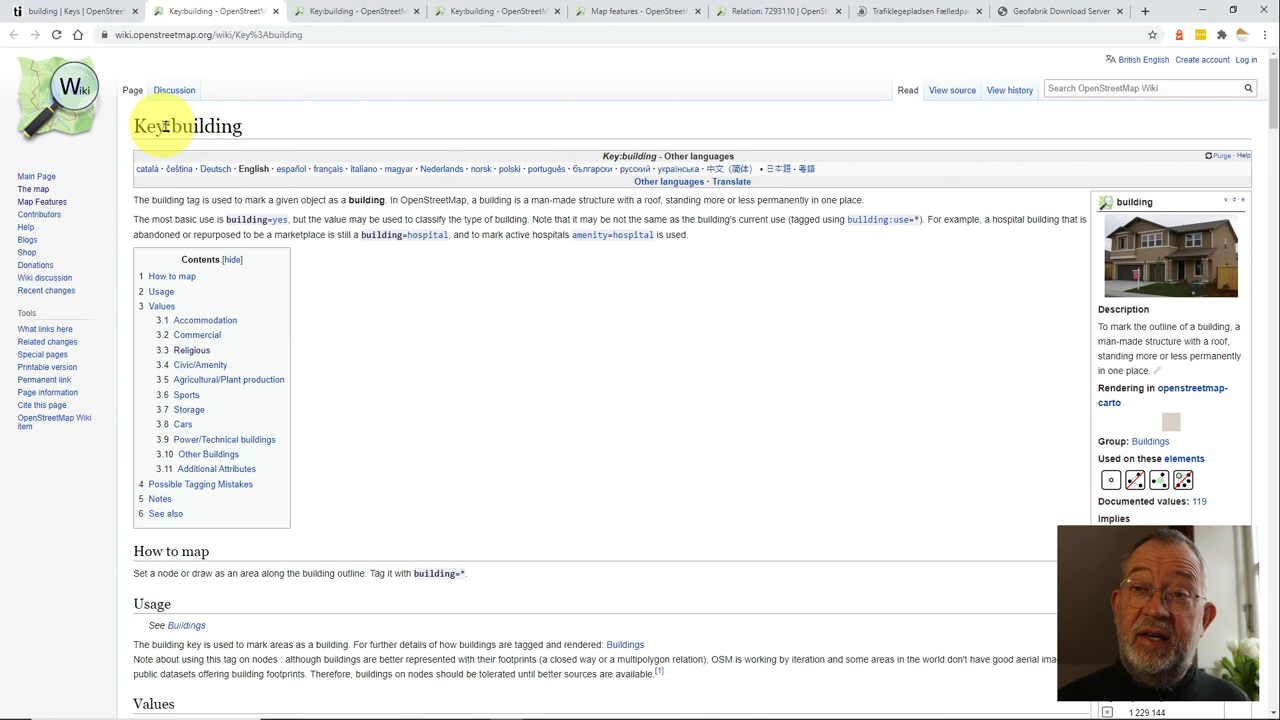 building | Keys | OpenStreetM
Key:building - OpenStreetM
Key:building - OpenStreetM
Key:building - OpenStreetM
Map features - OpenStreetM
Relation: 7293110 | OpenSt
Trafiklegepladsen Fælledpa
Geofabrik Download Server
wiki.openstreetmap.org/wiki/Key%3Abuilding
British English Create account Log in
Wiki
Page Discussion Read View source View history Search OpenStreetMap Wiki
Key:building
Key:building - Other languages
Purge · Help
català · čeština · Deutsch · English · español · français · italiano · magyar · Nederlands · norsk · polski · português · български · русский · українська · 中文（简体） • 日本語 · 粵語
Other languages · Translate
Main Page
The map
Map Features
Contributors
Help
Blogs
Shop
Donations
Wiki discussion
Recent changes
Tools
What links here
Related changes
Special pages
Printable version
Permanent link
Page information
Cite this page
OpenStreetMap Wiki
item
The building tag is used to mark a given object as a building. In OpenStreetMap, a building is a man-made structure with a roof, standing more or less permanently in one place.
The most basic use is building=yes, but the value may be used to classify the type of building. Note that it may be not the same as the building's current use (tagged using building:use=*). For example, a hospital building that is
abandoned or repurposed to be a marketplace is still a building=hospital, and to mark active hospitals amenity=hospital is used.
Contents [hide]
1 How to map
2 Usage
3 Values
3.1 Accommodation
3.2 Commercial
3.3 Religious
3.4 Civic/Amenity
3.5 Agricultural/Plant production
3.6 Sports
3.7 Storage
3.8 Cars
3.9 Power/Technical buildings
3.10 Other Buildings
3.11 Additional Attributes
4 Possible Tagging Mistakes
5 Notes
6 See also
How to map
Set a node or draw as an area along the building outline. Tag it with building=*.
Usage
See Buildings
The building key is used to mark areas as a building. For further details of how buildings are tagged and rendered: Buildings
Note about using this tag on nodes : although buildings are better represented with their footprints (a closed way or a multipolygon relation), OSM is working by iteration and some areas in the world don't have good aerial ima
public datasets offering building footprints. Therefore, buildings on nodes should be tolerated until better sources are available.[1]
Values
building
v · d · e
Description
To mark the outline of a building, a
man-made structure with a roof,
standing more or less permanently
in one place.
Rendering in openstreetmap-
carto
Group: Buildings
Used on these elements
Documented values: 119
Implies
1 229 144